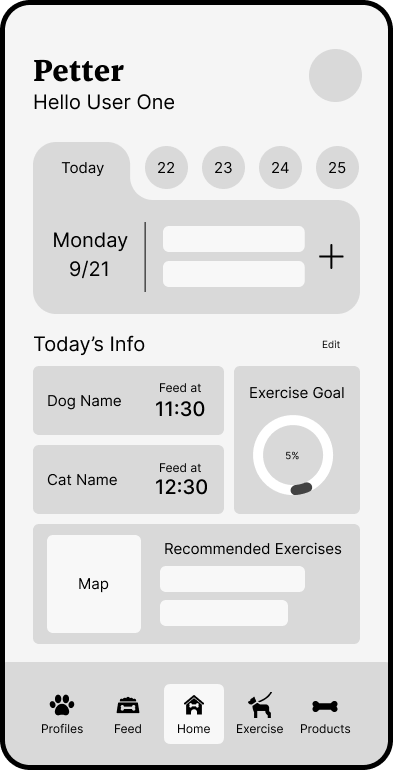 Petter
Hello User One
Today
22
23
24
25
Monday
9/21
Today’s Info
Edit
Dog Name
Feed at
11:30
Exercise Goal
5%
Cat Name
Feed at
12:30
Map
Recommended Exercises
Profiles
Feed
Home
Exercise
Products